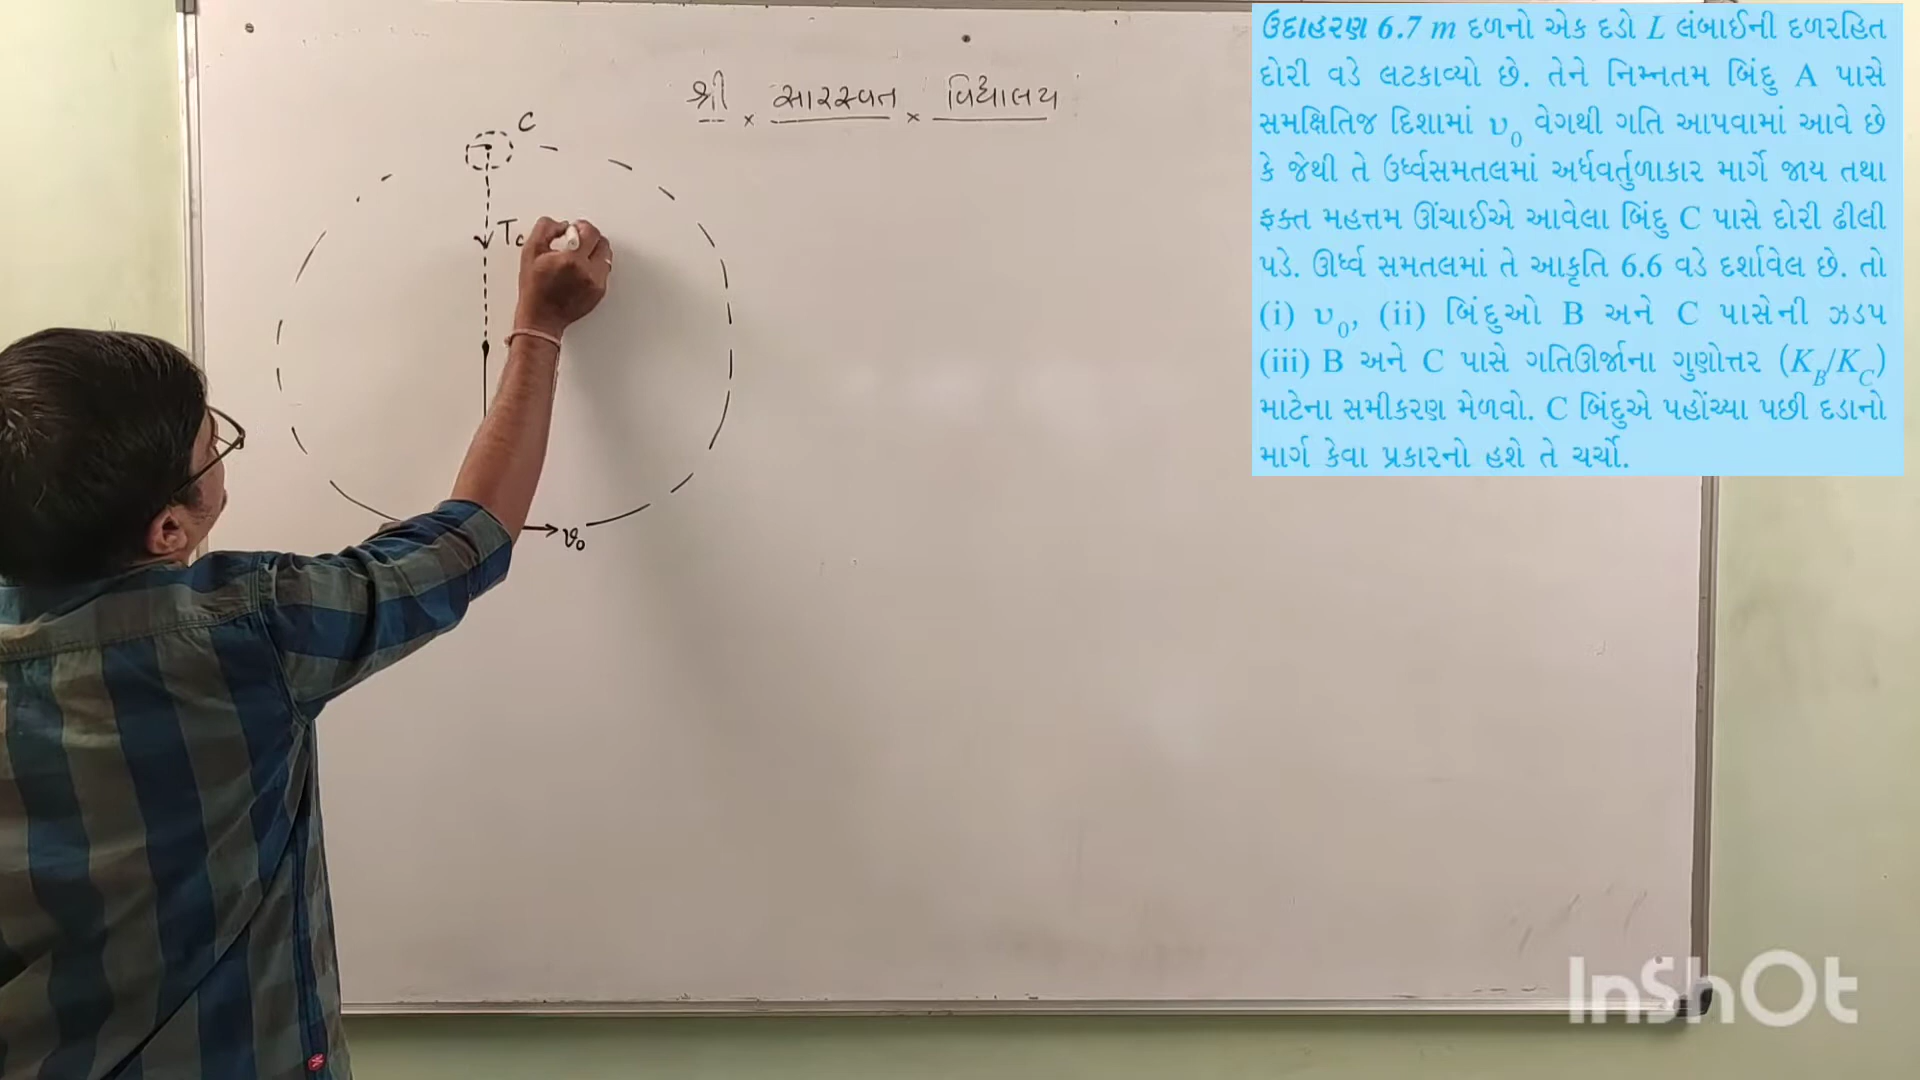 શ્રી × સારસ્વત × વિદ્યાલય
C
T
v₀
ઉદાહરણ 6.7 m દળનો એક દડો L લંબાઈની દળરહિત
દોરી વડે લટકાવ્યો છે. તેને નિમ્નતમ બિંદુ A પાસે
સમક્ષિતિજ દિશામાં υ₀ વેગથી ગતિ આપવામાં આવે છે
કે જેથી તે ઉર્ધ્વસમતલમાં અર્ધવર્તુળાકાર માર્ગે જાય તથા
ફક્ત મહત્તમ ઊંચાઈએ આવેલા બિંદુ C પાસે દોરી ઢીલી
પડે. ઊર્ધ્વ સમતલમાં તે આકૃતિ 6.6 વડે દર્શાવેલ છે. તો
(i) υ₀, (ii) બિંદુઓ B અને C પાસેની ઝડપ
(iii) B અને C પાસે ગતિઊર્જાના ગુણોત્તર (K_B/K_C)
માટેના સમીકરણ મેળવો. C બિંદુએ પહોંચ્યા પછી દડાનો
માર્ગ કેવા પ્રકારનો હશે તે ચર્ચો.
InShOt